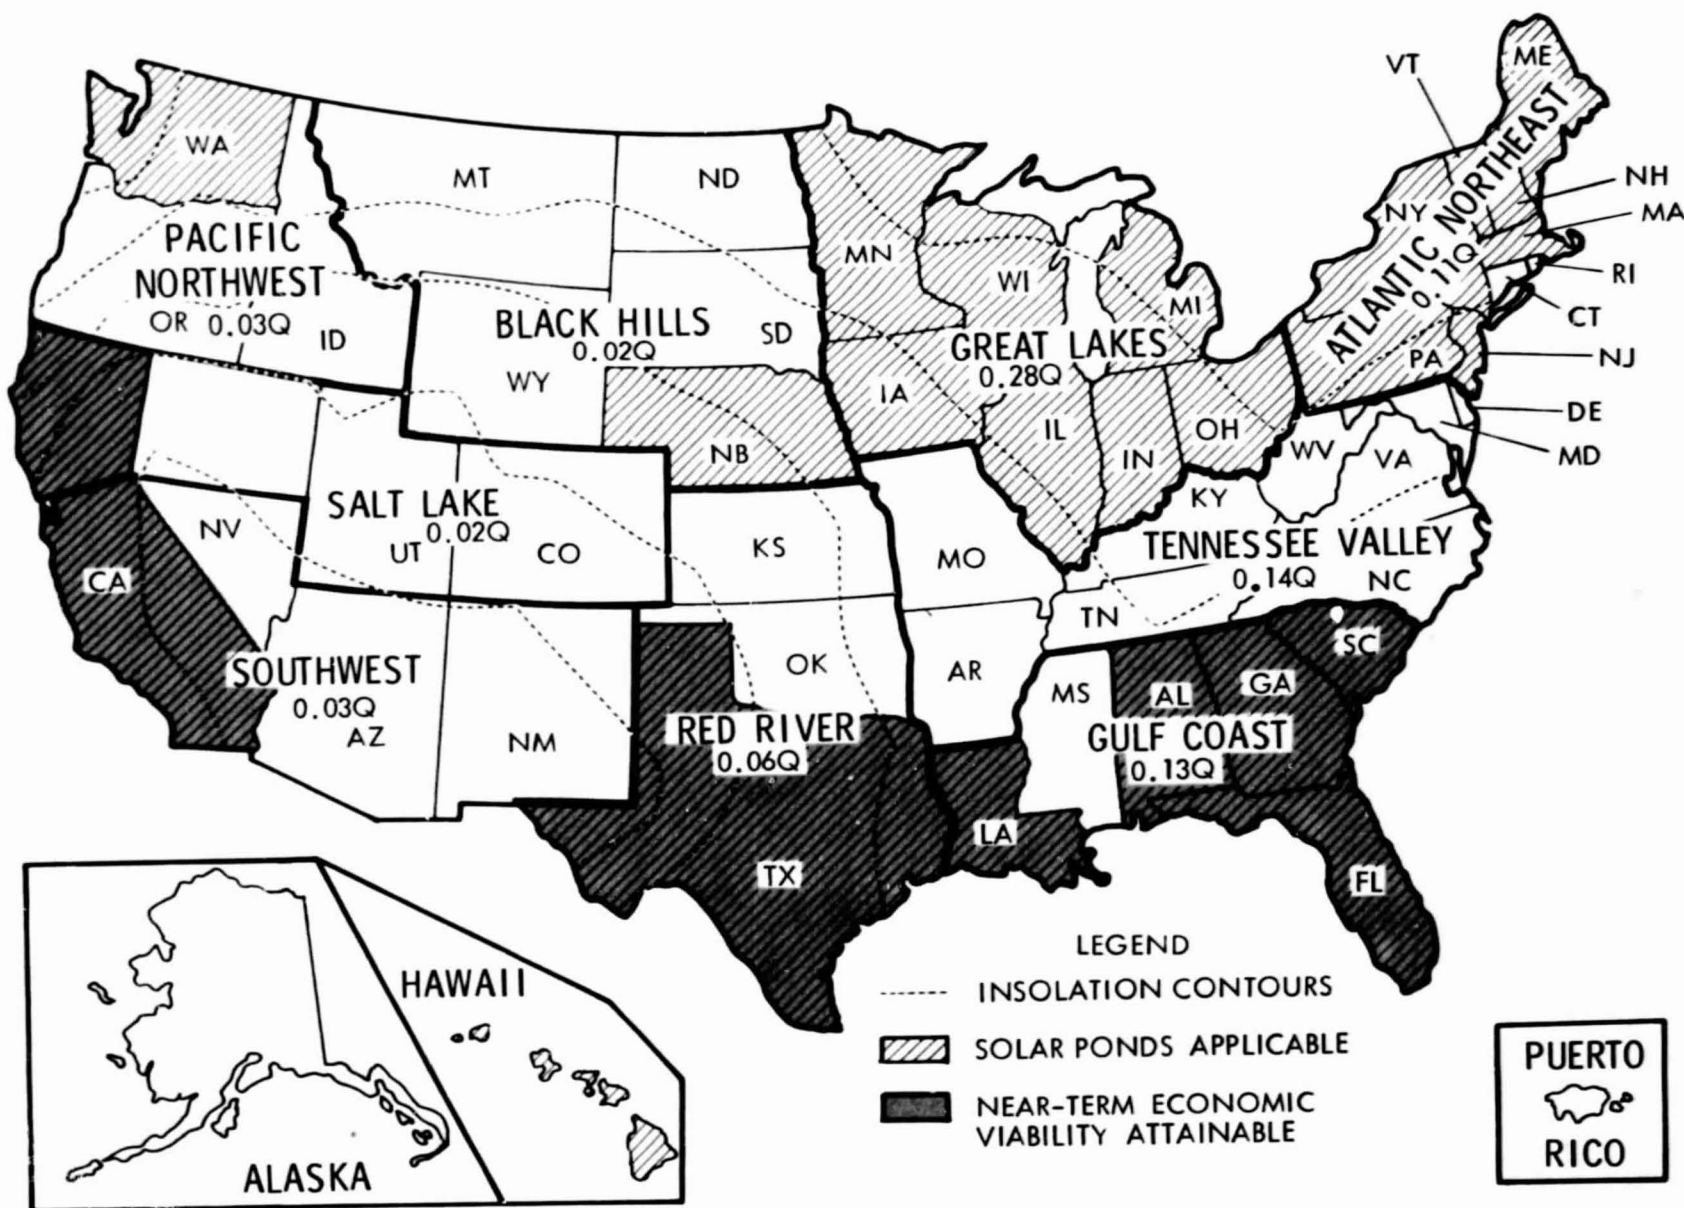 VT
ME
WA
MT
ND
NH
MA
PACIFIC
NORTHWEST
OR 0.03Q
ID
MN
WI
MI
NY
ATLANTIC NORTHEAST
0.11Q
RI
CT
BLACK HILLS
0.02Q
SD
WY
GREAT LAKES
0.28Q
PA
NJ
IA
DE
NB
IL
IN
OH
WV
VA
MD
SALT LAKE
0.02Q
NV
UT
CO
KS
MO
KY
TENNESSEE VALLEY
0.14Q
NC
CA
TN
SOUTHWEST
0.03Q
AZ
NM
OK
AR
MS
AL
GA
SC
RED RIVER
0.06Q
GULF COAST
0.13Q
LA
TX
FL
LEGEND
INSOLATION CONTOURS
SOLAR PONDS APPLICABLE
NEAR-TERM ECONOMIC
VIABILITY ATTAINABLE
HAWAII
ALASKA
PUERTO
RICO